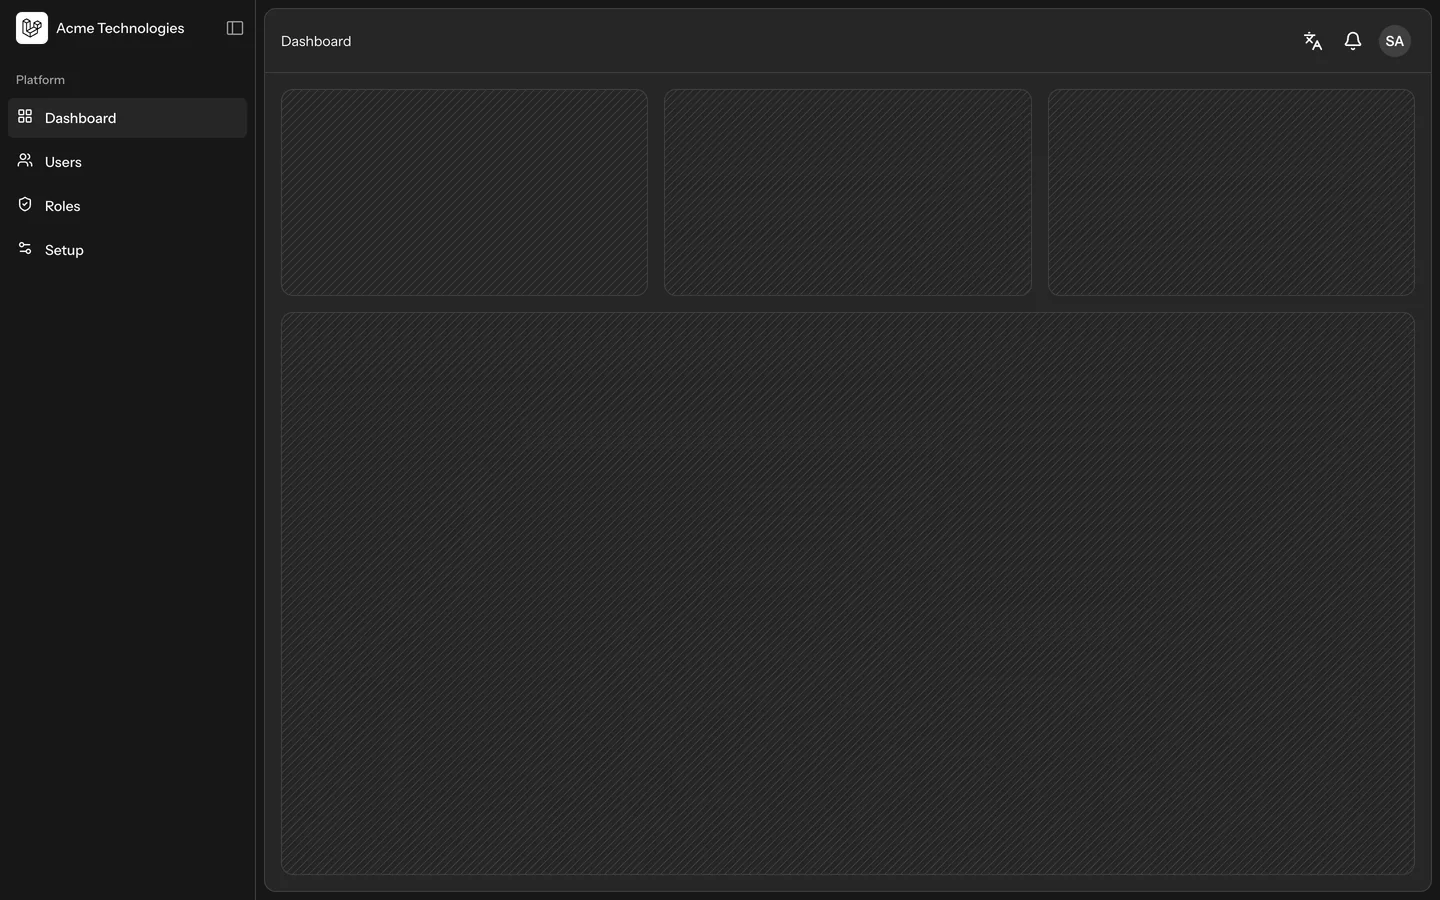 Acme Technologies
Platform
Dashboard
Users
Roles
Setup
Dashboard
SA